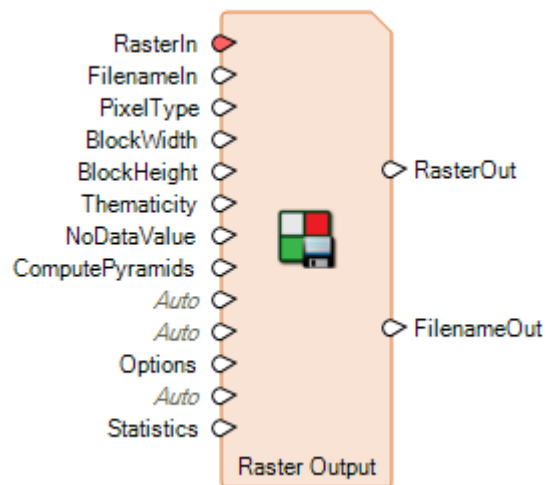 RasterIn
FilenameIn
PixelType
BlockWidth
BlockHeight
Thematicity
NoDataValue
ComputePyramids
Auto
Auto
Options
Auto
Statistics
RasterOut
FilenameOut
Raster Output